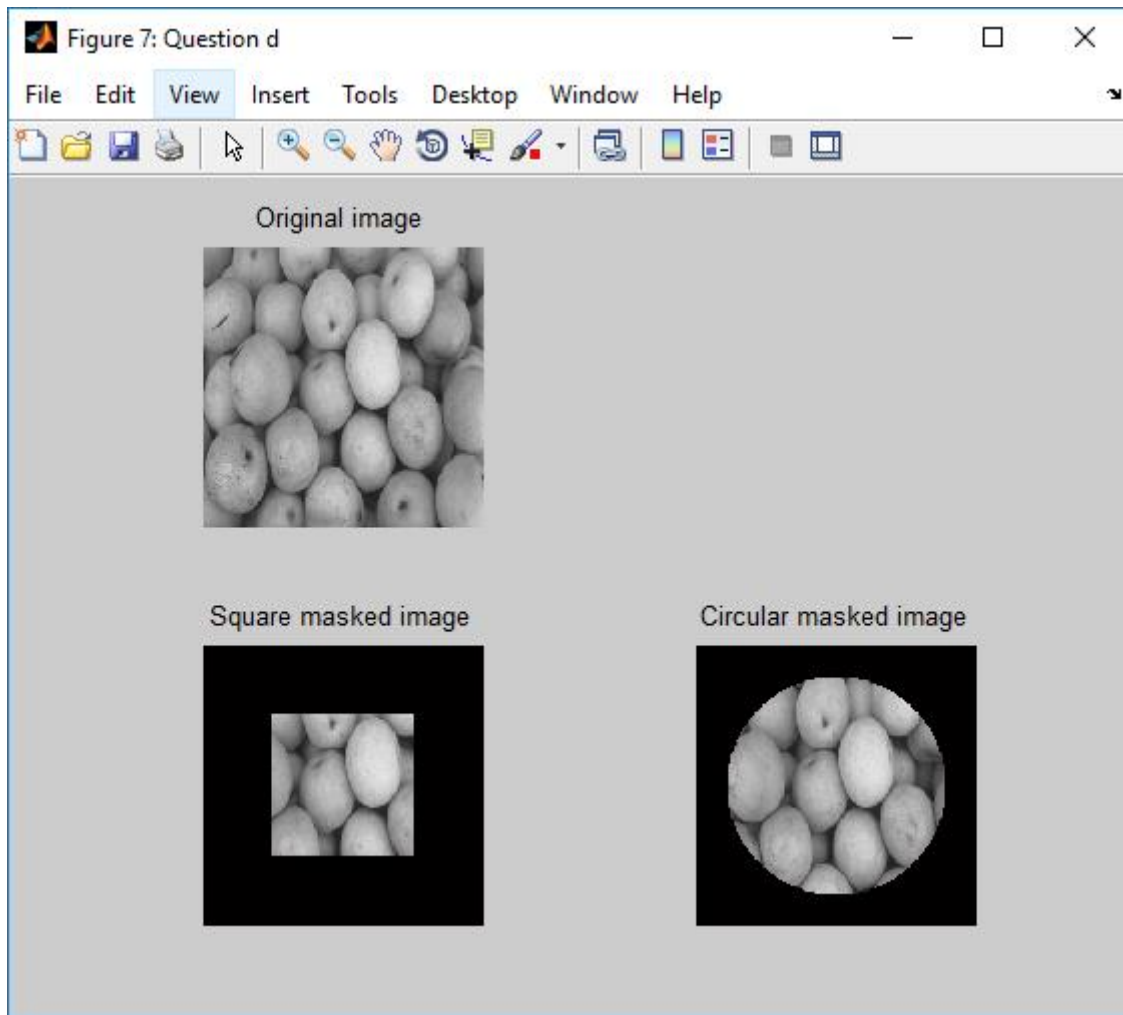 Figure 7: Question d
File Edit View Insert Tools Desktop Window Help
Original image
Square masked image Circular masked image